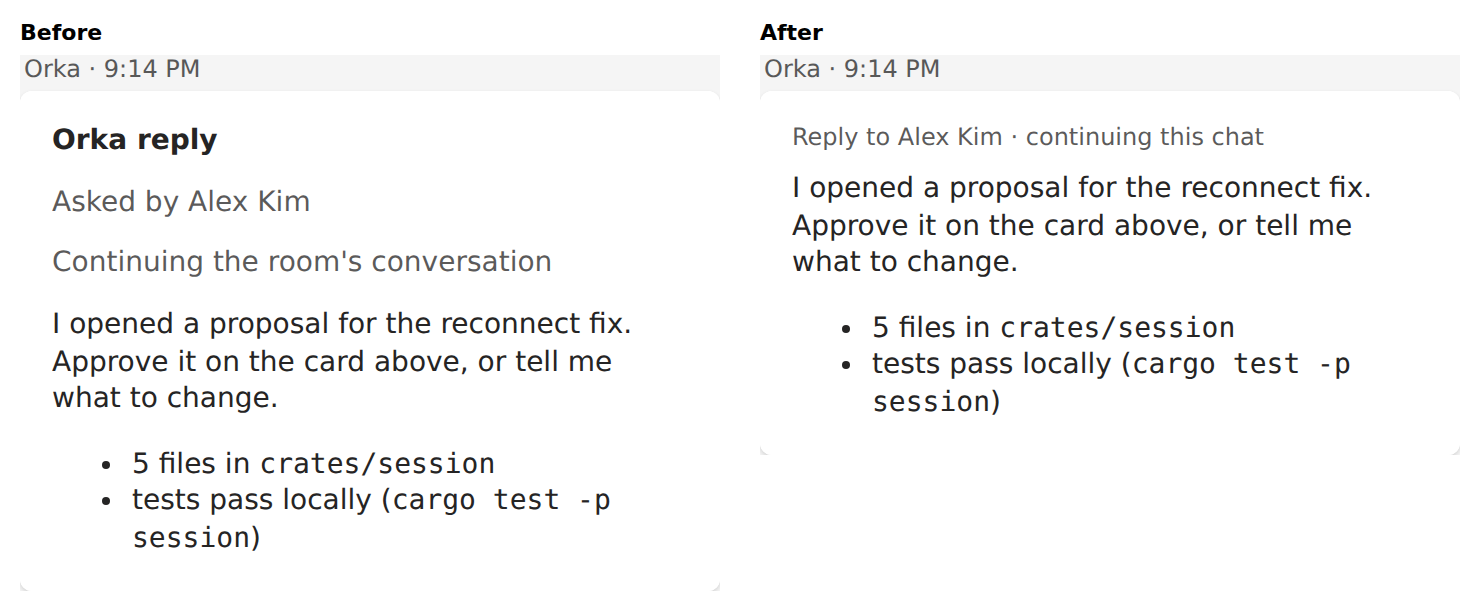 Before
Orka · 9:14 PM
Orka reply
Asked by Alex Kim
Continuing the room's conversation
I opened a proposal for the reconnect fix.
Approve it on the card above, or tell me
what to change.
• 5 files in crates/session
• tests pass locally (cargo test -p
session)
After
Orka · 9:14 PM
Reply to Alex Kim · continuing this chat
I opened a proposal for the reconnect fix.
Approve it on the card above, or tell me
what to change.
• 5 files in crates/session
• tests pass locally (cargo test -p
session)